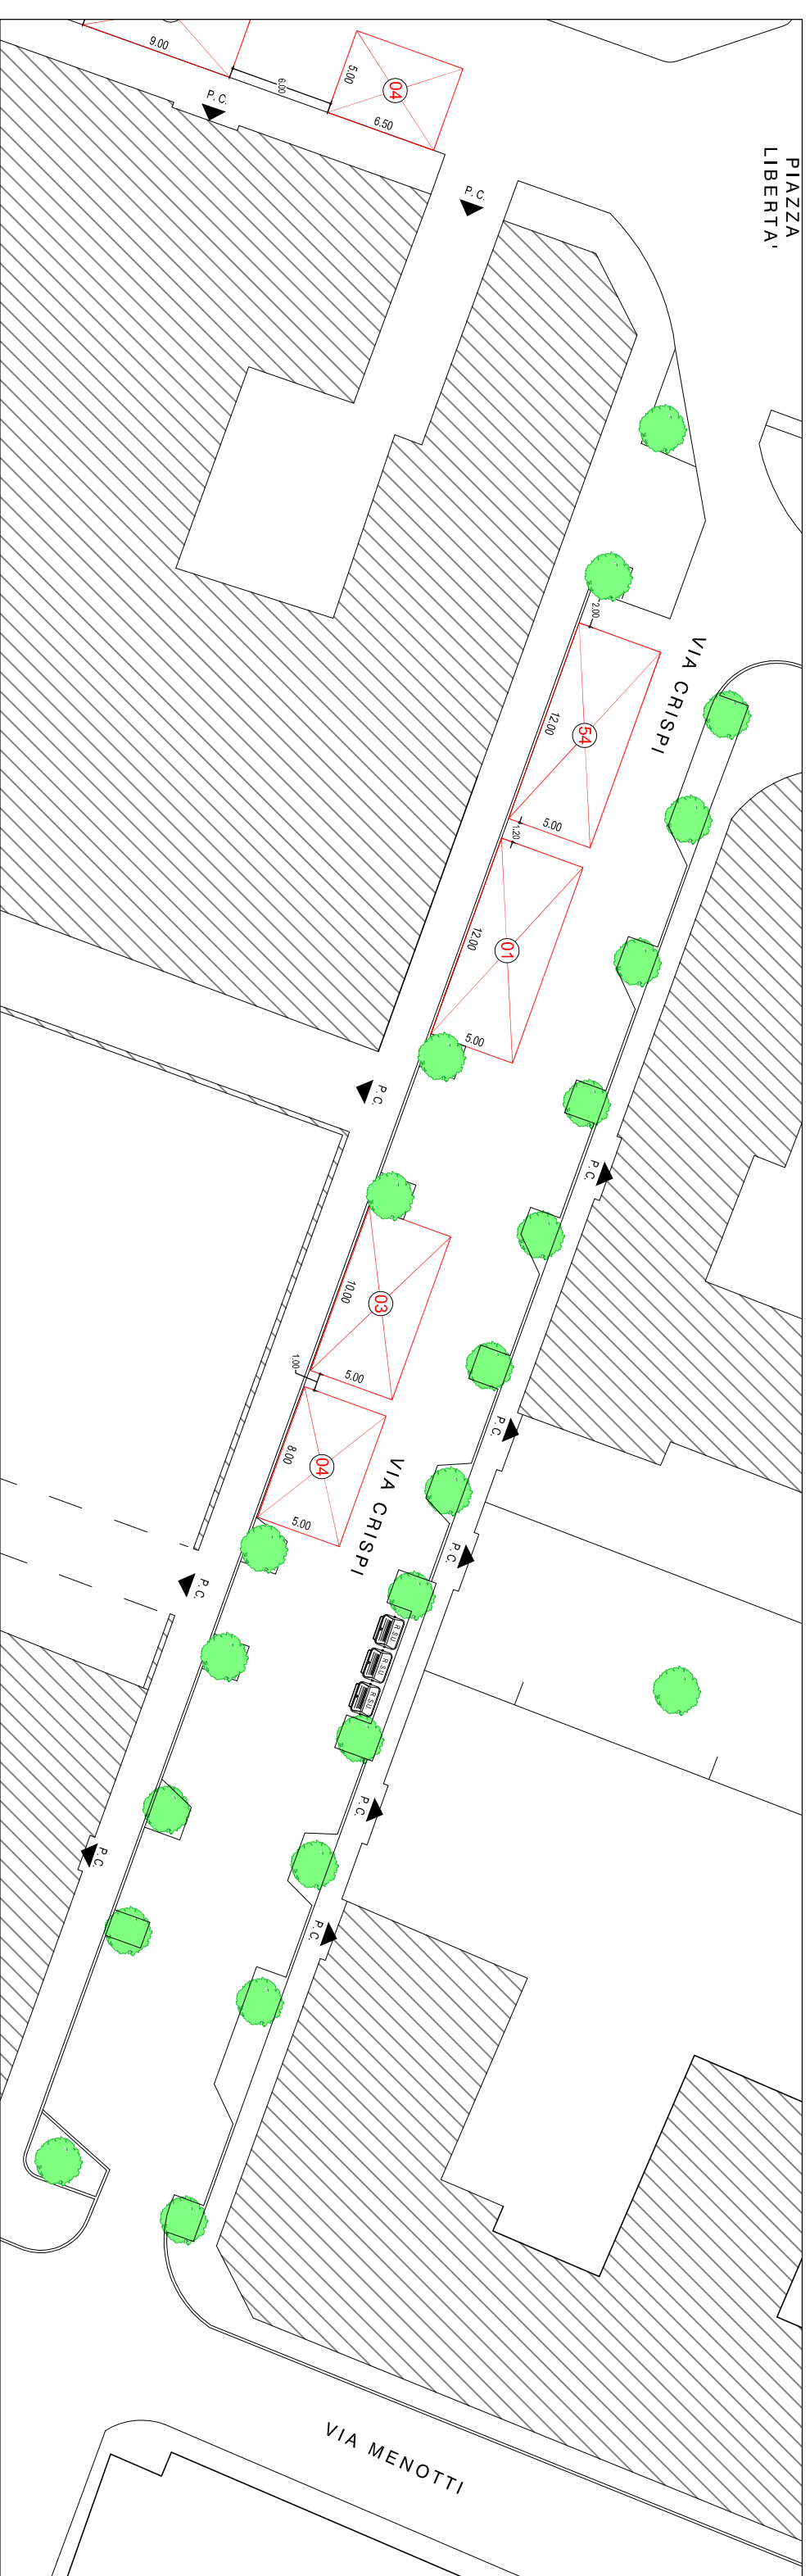 9.00
6.00
5.00
04
6.50
P.C.
P.C.
PIAZZA
LIBERTA'
2.00
VIA CRISPI
54
12.00
5.00
1.20
01
12.00
5.00
P.C.
P.C.
03
10.00
5.00
1.00
P.C.
04
8.00
5.00
VIA CRISPI
P.C.
P.C.
R.S.U.
R.S.U.
R.S.U.
P.C.
P.C.
P.C.
VIA MENOTTI